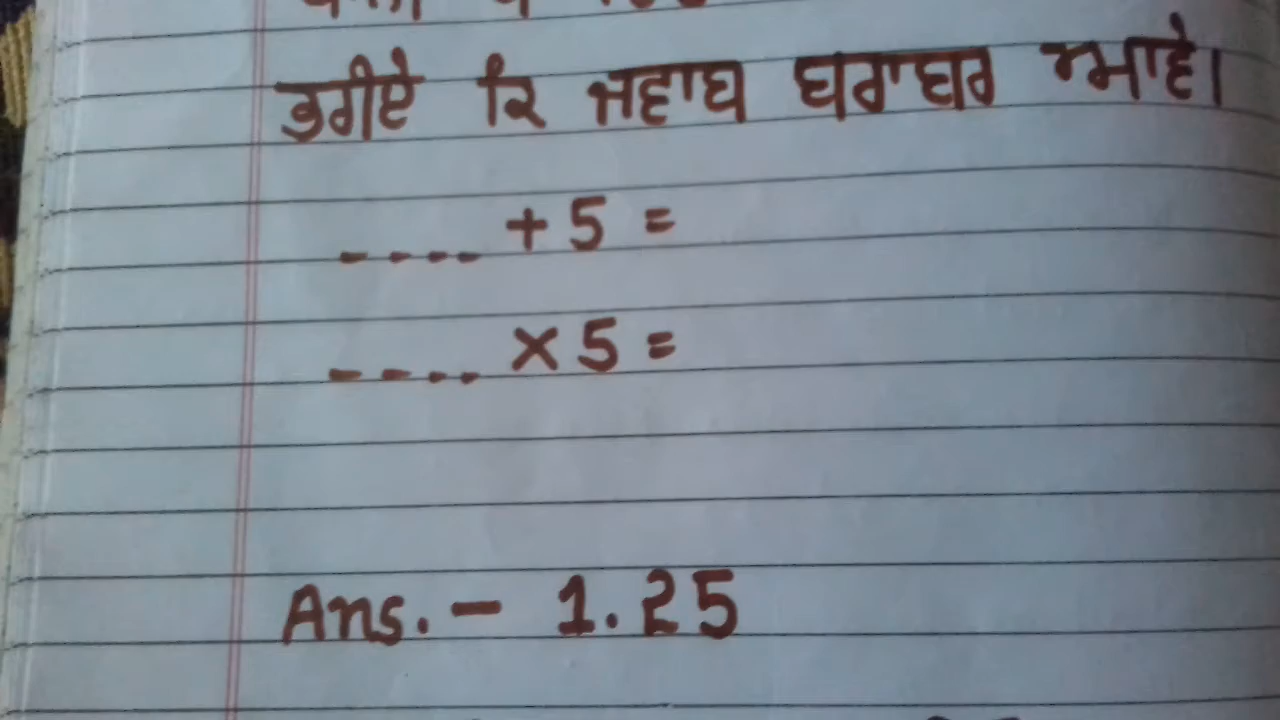 ਭਰੀਏ ਕਿ ਜਵਾਬ ਬਰਾਬਰ ਆਵੇ।
---- + 5 =
---- × 5 =
Ans. - 1.25